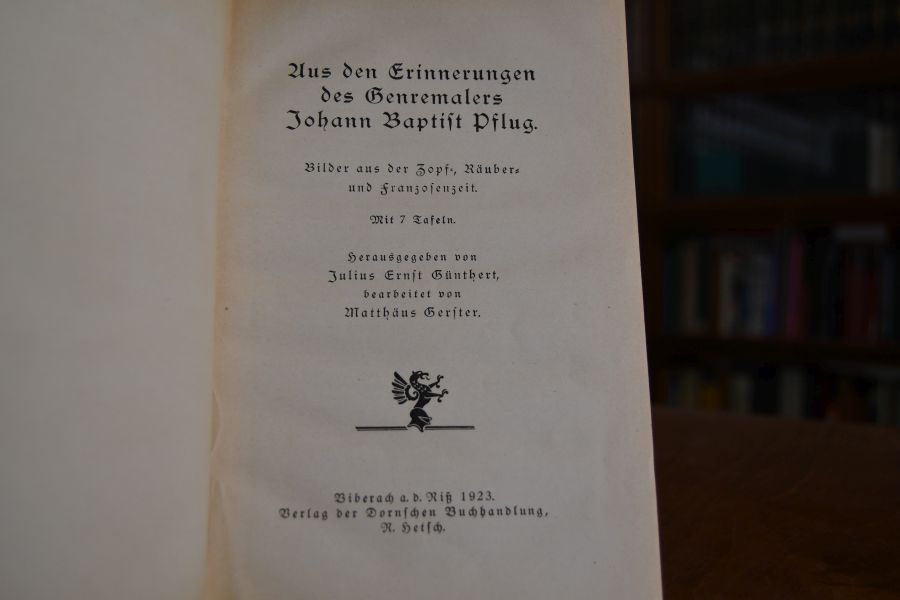 Aus den Erinnerungen
des Genremalers
Johann Baptiſt Pflug.
Bilder aus der Zopf-, Räuber-
und Franzoſenzeit.
Mit 7 Tafeln.
Herausgegeben von
Julius Ernſt Günthert,
bearbeitet von
Matthäus Gerſter.
Biberach a. d. Riß 1923.
Verlag der Dornſchen Buchhandlung,
R. Hetſch.